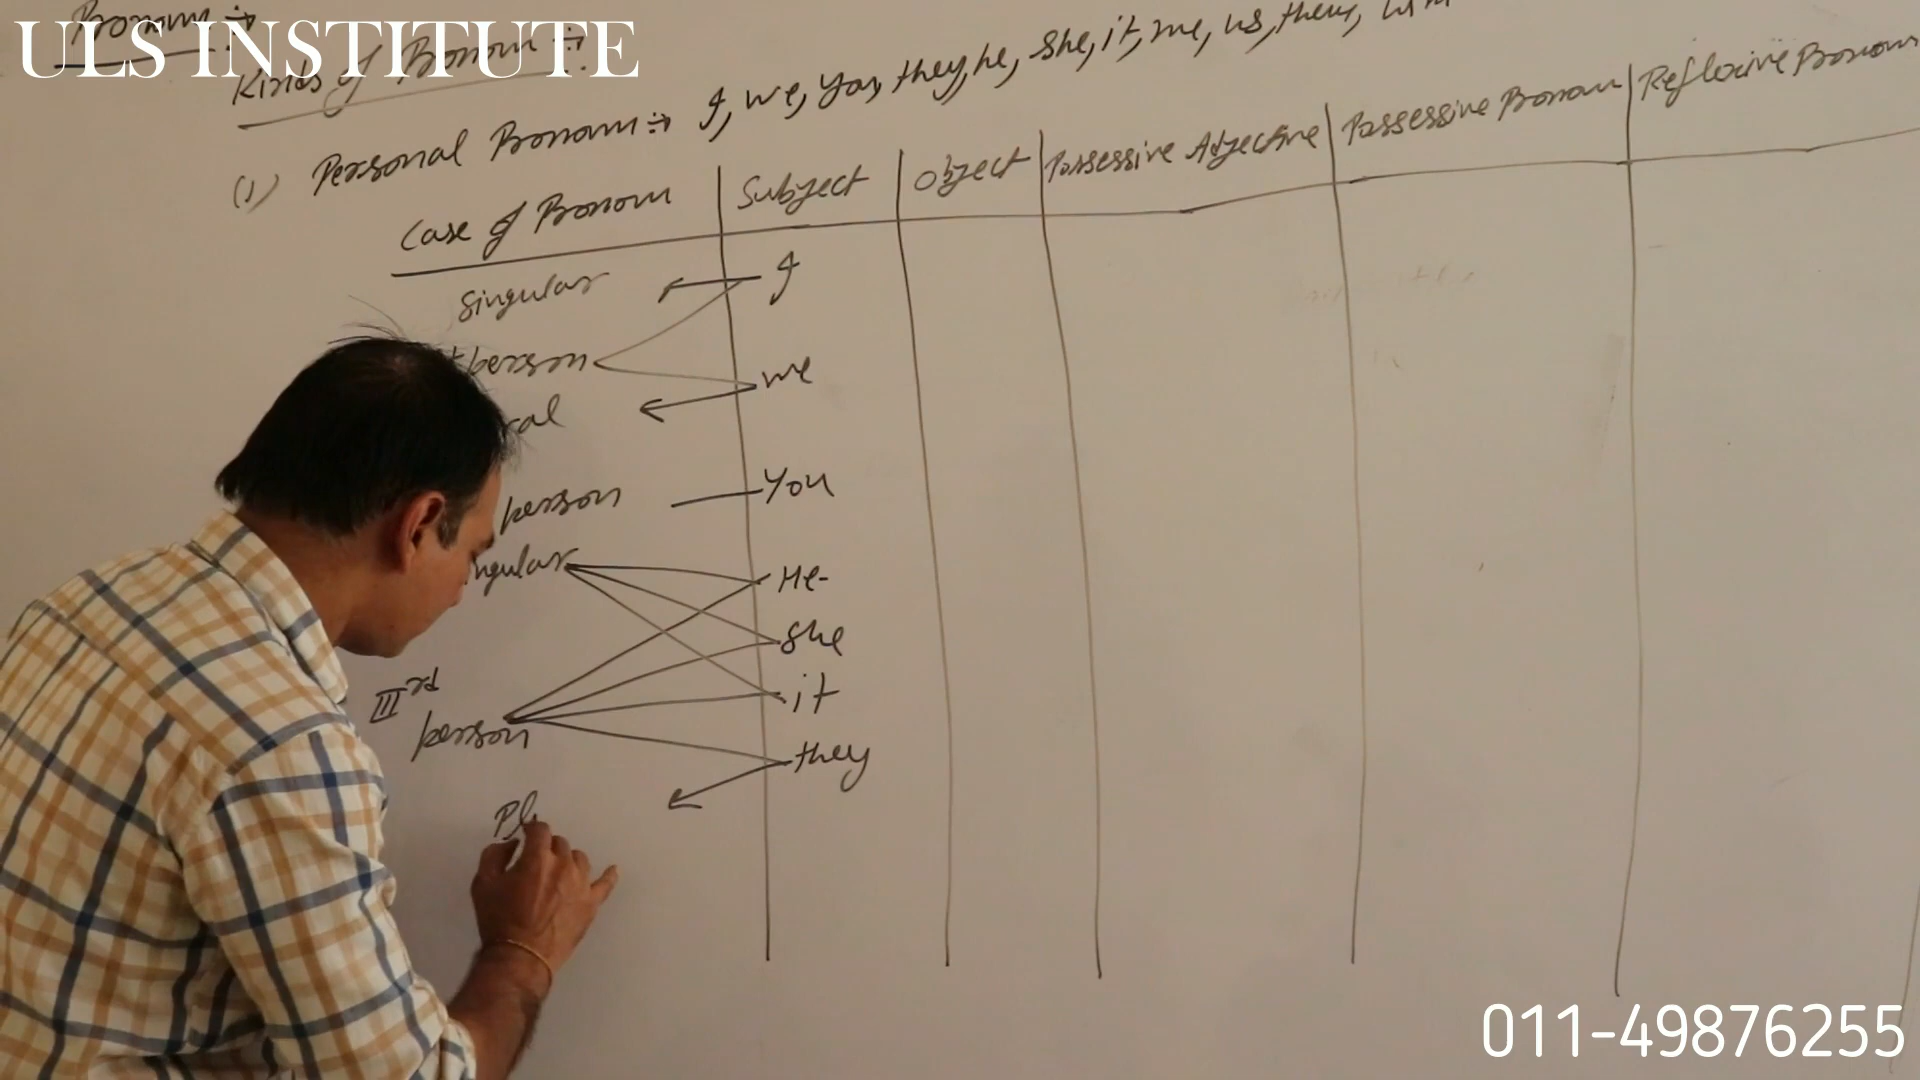 Pronoun :-
ULS INSTITUTE
Kinds of Pronoun :-
(1) Personal Pronoun :- I, we, You, they, he, she, it, me, us, them,
Case of Pronoun Subject Object Possessive Adjective Possessive Pronoun Reflexive Pronoun
Singular I
person
we
person You
He
she
it
IIIrd person
they
Pl
011-49876255